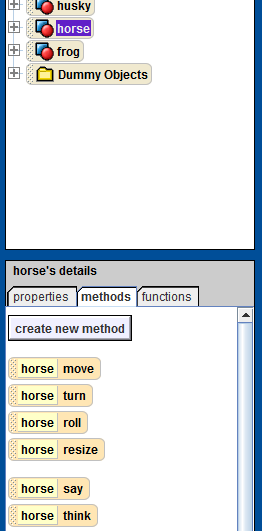 husky
horse
frog
Dummy Objects
horse's details
properties methods functions
create new method
horse move
horse turn
horse roll
horse resize
horse say
horse think